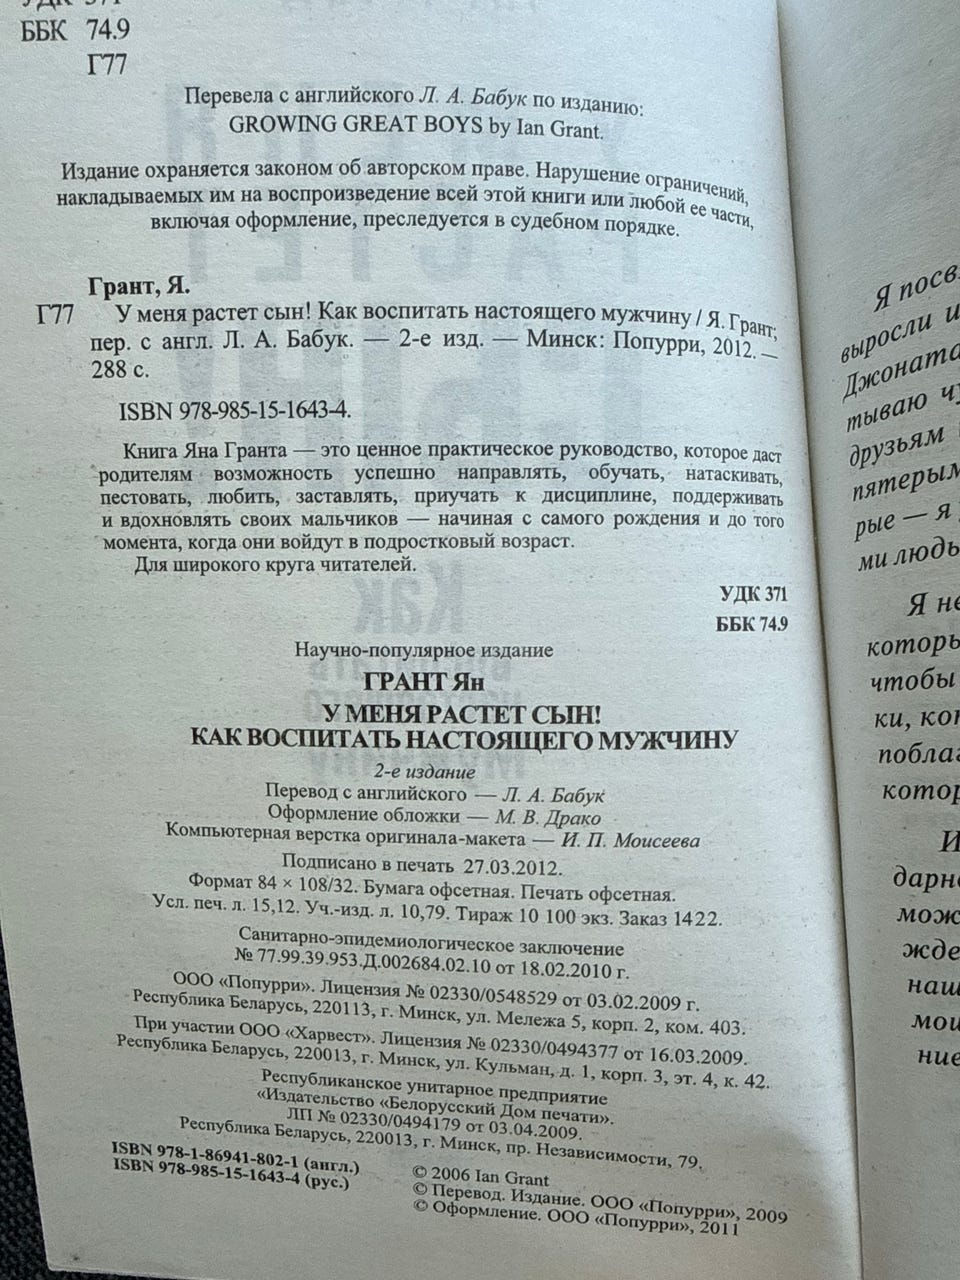 УДК 371
ББК 74.9
Г77
Перевела с английского Л. А. Бабук по изданию:
GROWING GREAT BOYS by Ian Grant.
Издание охраняется законом об авторском праве. Нарушение ограничений,
накладываемых им на воспроизведение всей этой книги или любой ее части,
включая оформление, преследуется в судебном порядке.
Грант, Я.
Г77 У меня растет сын! Как воспитать настоящего мужчину / Я. Грант;
пер. с англ. Л. А. Бабук. — 2-е изд. — Минск: Попурри, 2012. —
288 с.
ISBN 978-985-15-1643-4.
Книга Яна Гранта — это ценное практическое руководство, которое даст
родителям возможность успешно направлять, обучать, натаскивать,
пестовать, любить, заставлять, приучать к дисциплине, поддерживать
и вдохновлять своих мальчиков — начиная с самого рождения и до того
момента, когда они войдут в подростковый возраст.
Для широкого круга читателей.
УДК 371
ББК 74.9
Научно-популярное издание
ГРАНТ Ян
У МЕНЯ РАСТЕТ СЫН!
КАК ВОСПИТАТЬ НАСТОЯЩЕГО МУЖЧИНУ
2-е издание
Перевод с английского — Л. А. Бабук
Оформление обложки — М. В. Драко
Компьютерная верстка оригинала-макета — И. П. Моисеева
Подписано в печать 27.03.2012.
Формат 84 × 108/32. Бумага офсетная. Печать офсетная.
Усл. печ. л. 15,12. Уч.-изд. л. 10,79. Тираж 10 100 экз. Заказ 1422.
Санитарно-эпидемиологическое заключение
№ 77.99.39.953.Д.002684.02.10 от 18.02.2010 г.
ООО «Попурри». Лицензия № 02330/0548529 от 03.02.2009 г.
Республика Беларусь, 220113, г. Минск, ул. Мележа 5, корп. 2, ком. 403.
При участии ООО «Харвест». Лицензия № 02330/0494377 от 16.03.2009.
Республика Беларусь, 220013, г. Минск, ул. Кульман, д. 1, корп. 3, эт. 4, к. 42.
Республиканское унитарное предприятие
«Издательство «Белорусский Дом печати».
ЛП № 02330/0494179 от 03.04.2009.
Республика Беларусь, 220013, г. Минск, пр. Независимости, 79.
ISBN 978-1-86941-802-1 (англ.)
ISBN 978-985-15-1643-4 (рус.)
© 2006 Ian Grant
© Перевод. Издание. ООО «Попурри», 2009
© Оформление. ООО «Попурри», 2011
Я посв
выросли и
Джоната
тываю чу
друзьям
пятерым
рые — я
ми людь
Я не
которы
чтобы
ки, кот
поблаг
котор
И
дарн
мож
жде
наш
мои
ние